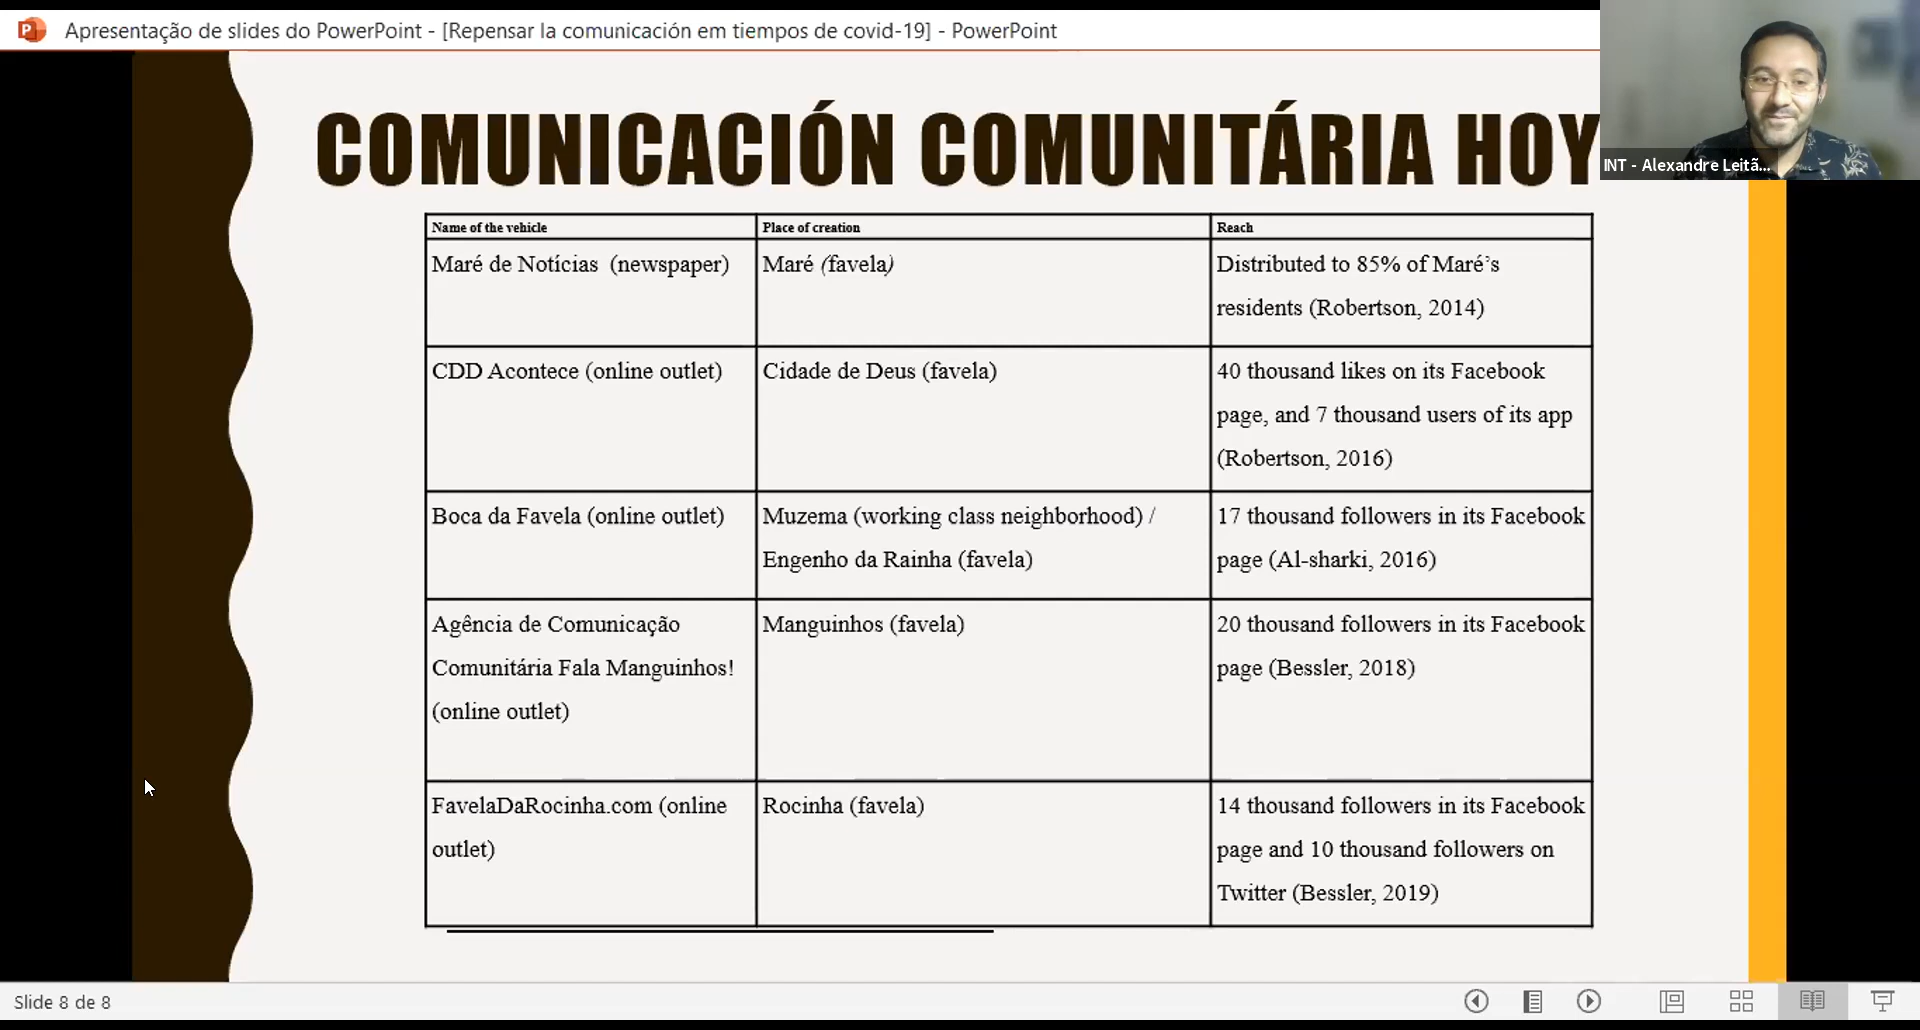 Apresentação de slides do PowerPoint - [Repensar la comunicación em tiempos de covid-19] - PowerPoint
INT - Alexandre Leitã...
COMUNICACIÓN COMUNITÁRIA HOY
Name of the vehicle
Place of creation
Reach
Maré de Notícias (newspaper)
Maré (favela)
Distributed to 85% of Maré’s
residents (Robertson, 2014)
CDD Acontece (online outlet)
Cidade de Deus (favela)
40 thousand likes on its Facebook
page, and 7 thousand users of its app
(Robertson, 2016)
Boca da Favela (online outlet)
Muzema (working class neighborhood) /
Engenho da Rainha (favela)
17 thousand followers in its Facebook
page (Al-sharki, 2016)
Agência de Comunicação
Comunitária Fala Manguinhos!
(online outlet)
Manguinhos (favela)
20 thousand followers in its Facebook
page (Bessler, 2018)
FavelaDaRocinha.com (online
outlet)
Rocinha (favela)
14 thousand followers in its Facebook
page and 10 thousand followers on
Twitter (Bessler, 2019)
Slide 8 de 8